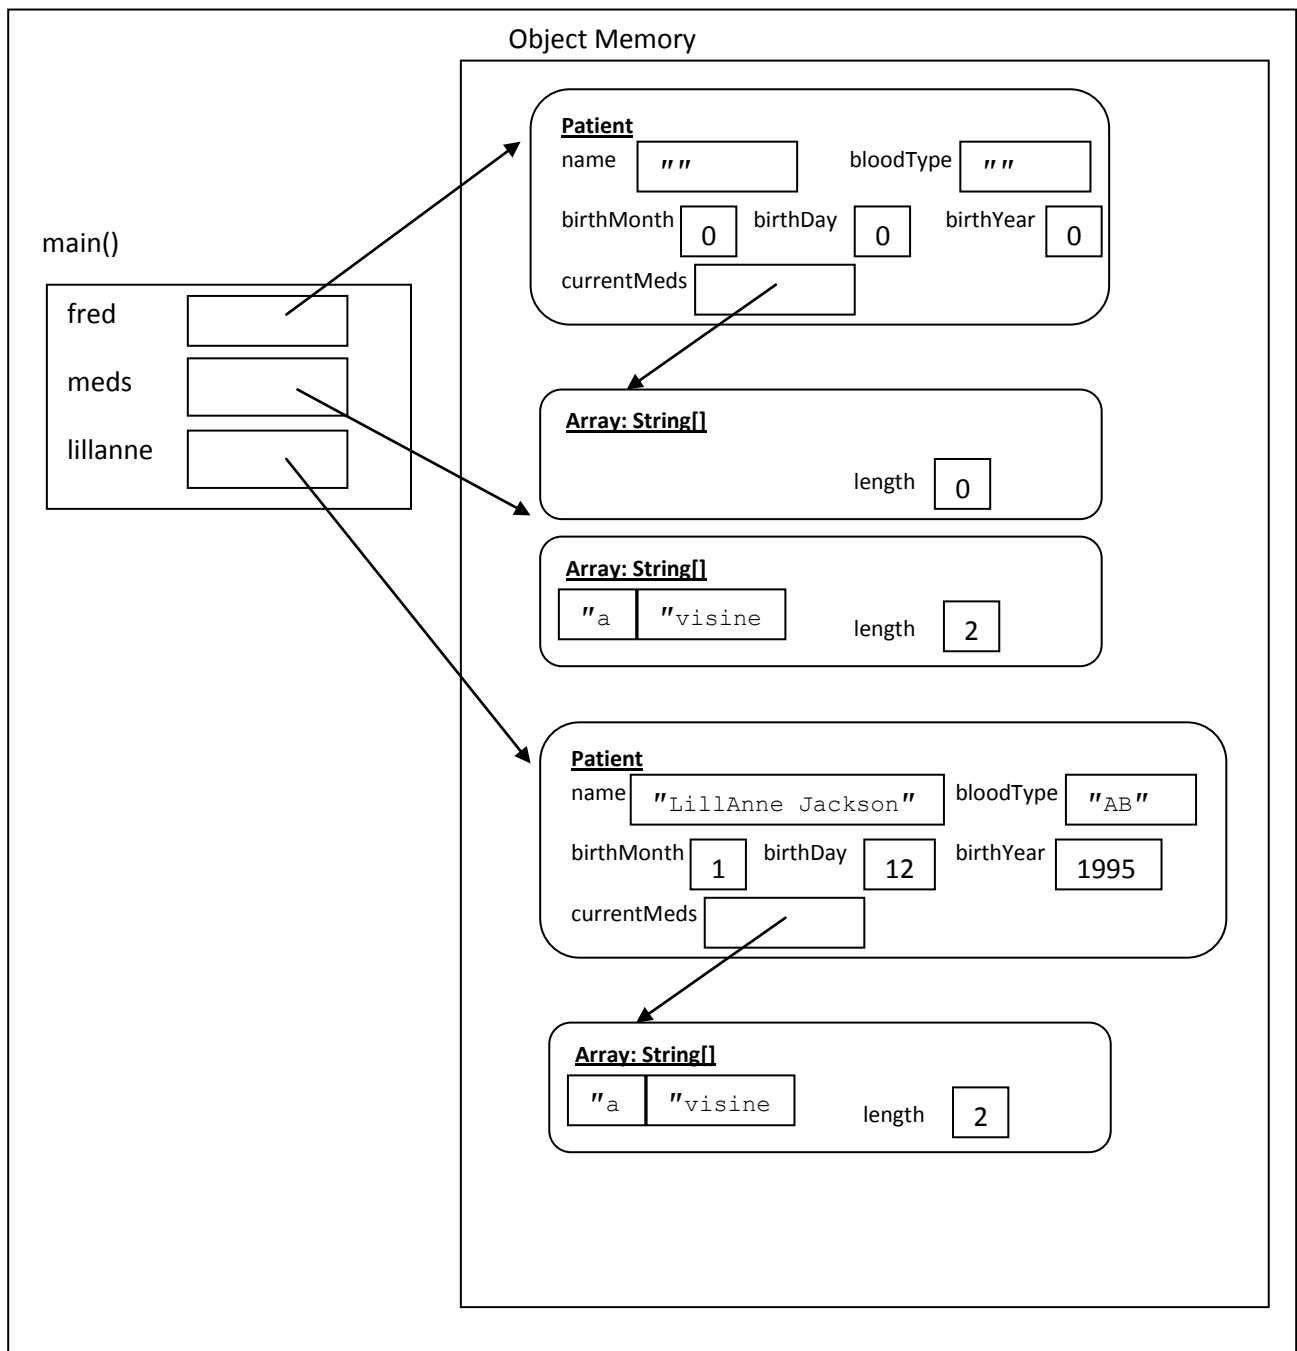 Object Memory
Patient
name "" bloodType ""
birthMonth 0 birthDay 0 birthYear 0
currentMeds
main()
fred
meds
lillanne
Array: String[]
length 0
Array: String[]
"a "visine length 2
Patient
name "LillAnne Jackson" bloodType "AB"
birthMonth 1 birthDay 12 birthYear 1995
currentMeds
Array: String[]
"a "visine length 2